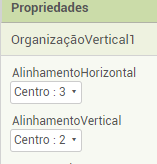 Propriedades
OrganizaçãoVertical1
AlinhamentoHorizontal
Centro : 3
AlinhamentoVertical
Centro : 2